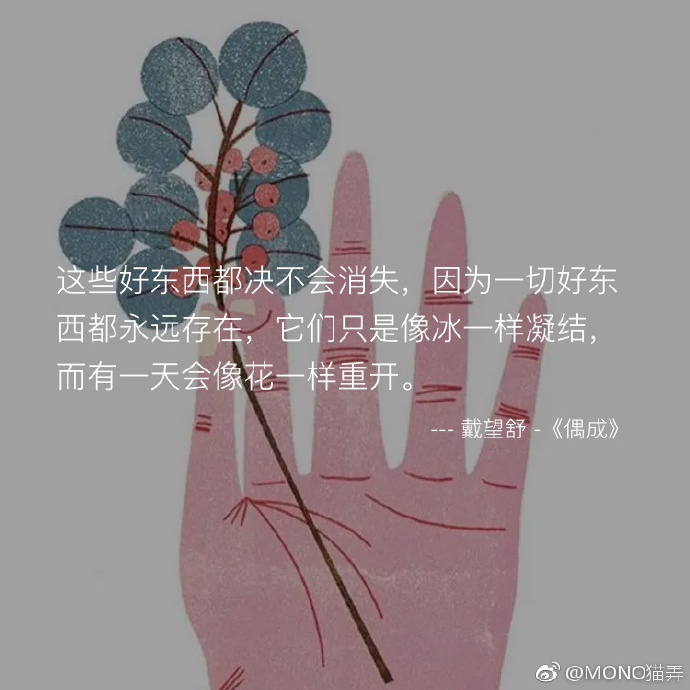 这些好东西都决不会消失，因为一切好东
西都永远存在，它们只是像冰一样凝结，
而有一天会像花一样重开。
--- 戴望舒 -《偶成》
@MONO猫弄